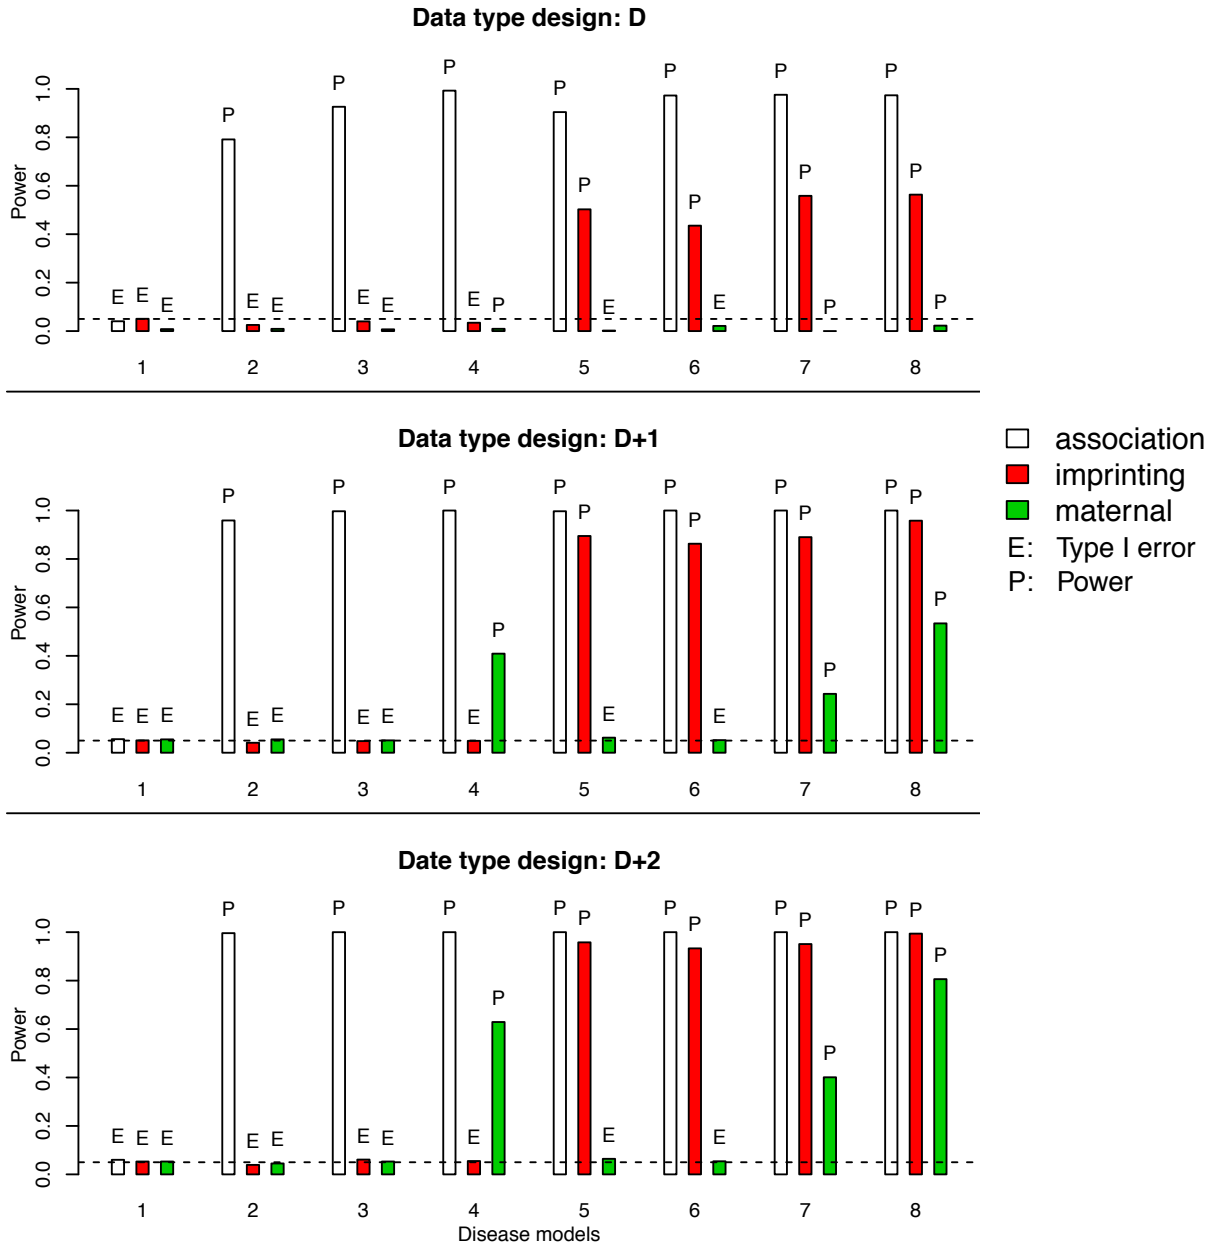 Data type design: D
P P P P P P P
P P P P
E E E E E E E E E P E E P P
0.0 0.2 0.4 0.6 0.8 1.0
Power
1 2 3 4 5 6 7 8
Data type design: D+1
P P P P P P P P P P P
P P P
E E E E E E E E E E
0.0 0.2 0.4 0.6 0.8 1.0
Power
1 2 3 4 5 6 7 8
association
imprinting
maternal
E: Type I error
P: Power
Date type design: D+2
P P P P P P P P P P P
P P P
E E E E E E E E E E
0.0 0.2 0.4 0.6 0.8 1.0
Power
1 2 3 4 5 6 7 8
Disease models